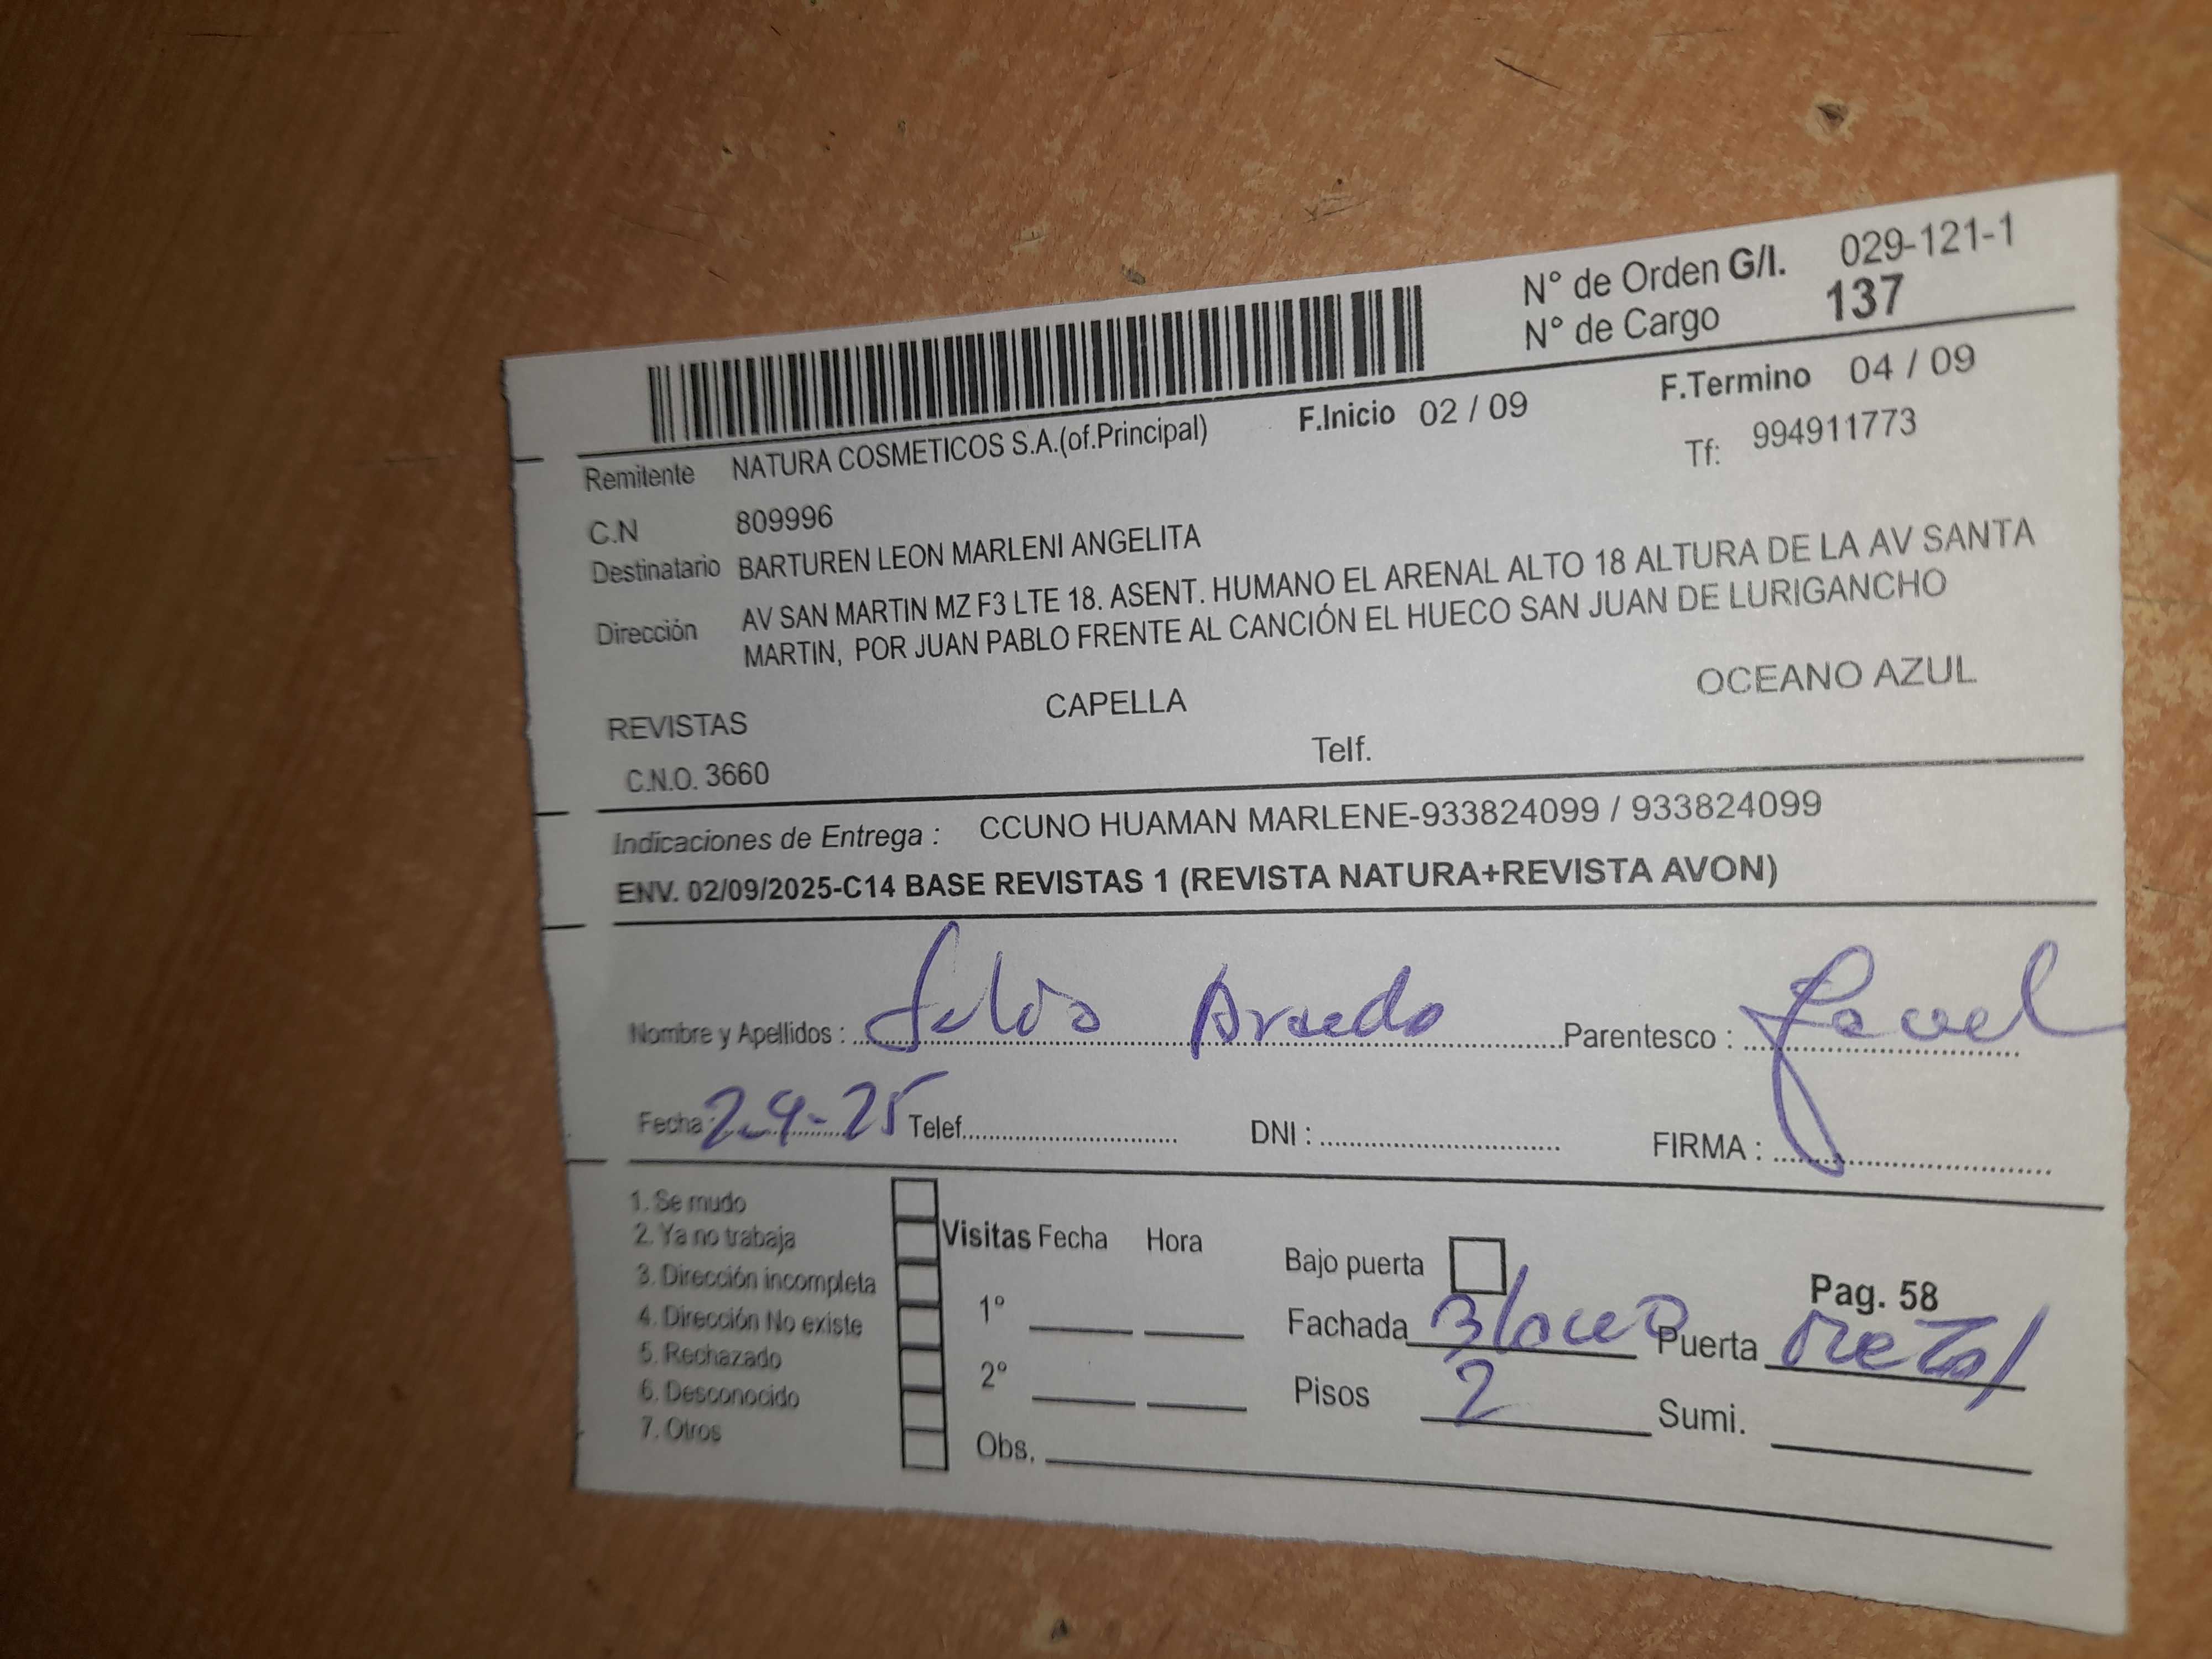 N° de Orden G/I. 029-121-1
N° de Cargo 137
F.Inicio 02 / 09 F.Termino 04 / 09
Remitente NATURA COSMETICOS S.A.(of.Principal) Tf: 994911773
C.N 809996
Destinatario BARTUREN LEON MARLENI ANGELITA
Dirección AV SAN MARTIN MZ F3 LTE 18. ASENT. HUMANO EL ARENAL ALTO 18 ALTURA DE LA AV SANTA
MARTIN, POR JUAN PABLO FRENTE AL CANCIÓN EL HUECO SAN JUAN DE LURIGANCHO
REVISTAS CAPELLA OCEANO AZUL
C.N.O. 3660 Telf.
Indicaciones de Entrega : CCUNO HUAMAN MARLENE-933824099 / 933824099
ENV. 02/09/2025-C14 BASE REVISTAS 1 (REVISTA NATURA+REVISTA AVON)
Nombre y Apellidos : Parentesco :
Fecha : 2-9-25 Telef. DNI : FIRMA :
1. Se mudo
2. Ya no trabaja
3. Dirección incompleta
4. Dirección No existe
5. Rechazado
6. Desconocido
7. Otros
Visitas Fecha Hora
1°
2°
Obs.
Bajo puerta Pag. 58
Fachada Blanco Puerta Metal
Pisos 2 Sumi.